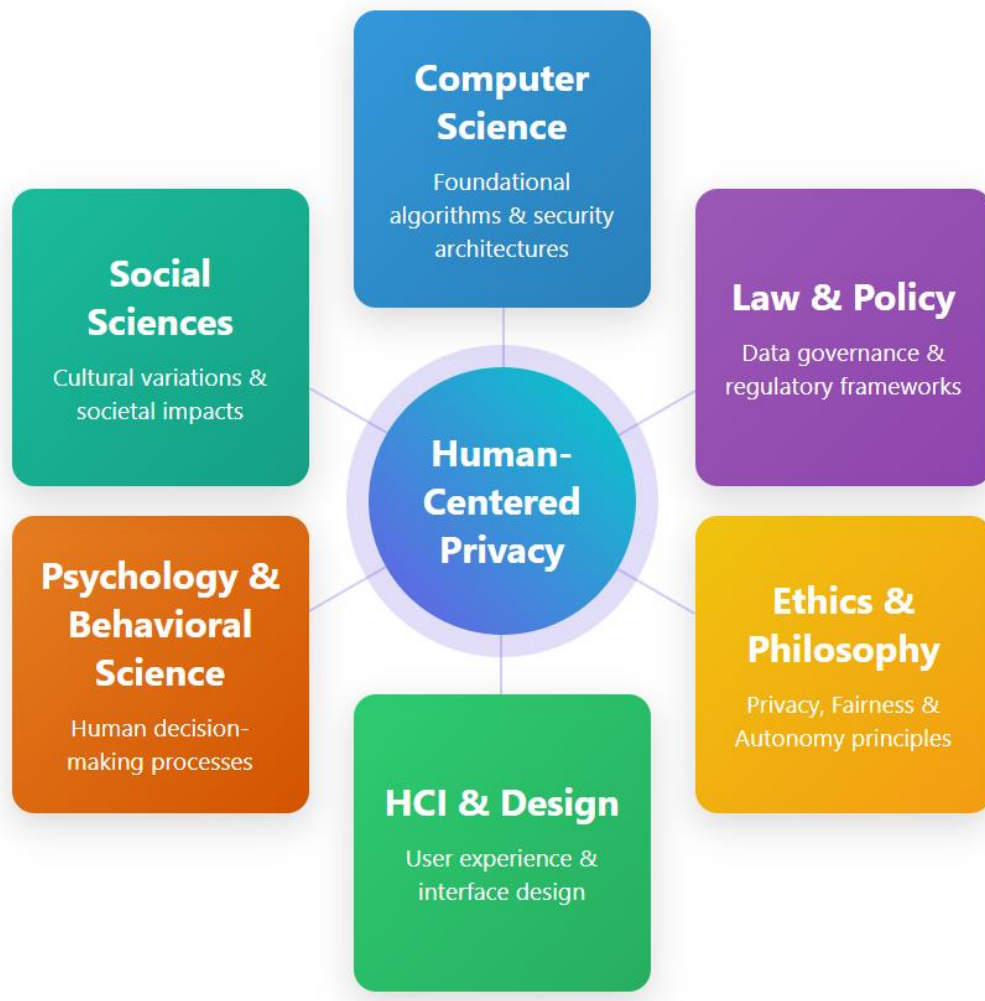 Computer
Science
Foundational
algorithms & security
architectures
Social
Sciences
Cultural variations &
societal impacts
Law & Policy
Data governance &
regulatory frameworks
Human-
Centered
Privacy
Psychology &
Behavioral
Science
Human decision-
making processes
Ethics &
Philosophy
Privacy, Fairness &
Autonomy principles
HCI & Design
User experience &
interface design